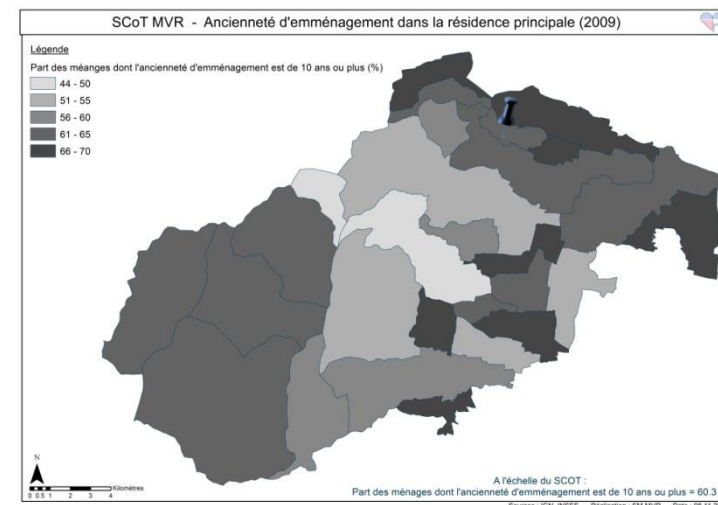 SCoT MVR - Ancienneté d'emménagement dans la résidence principale (2009)
Légende
Part des méanges dont l'ancienneté d'emménagement est de 10 ans ou plus (%)
44 - 50
51 - 55
56 - 60
61 - 65
66 - 70
N
0 0.5 1 2 3 4 Kilomètres
A l'échelle du SCOT :
Part des ménages dont l'ancienneté d'emménagement est de 10 ans ou plus = 60.3